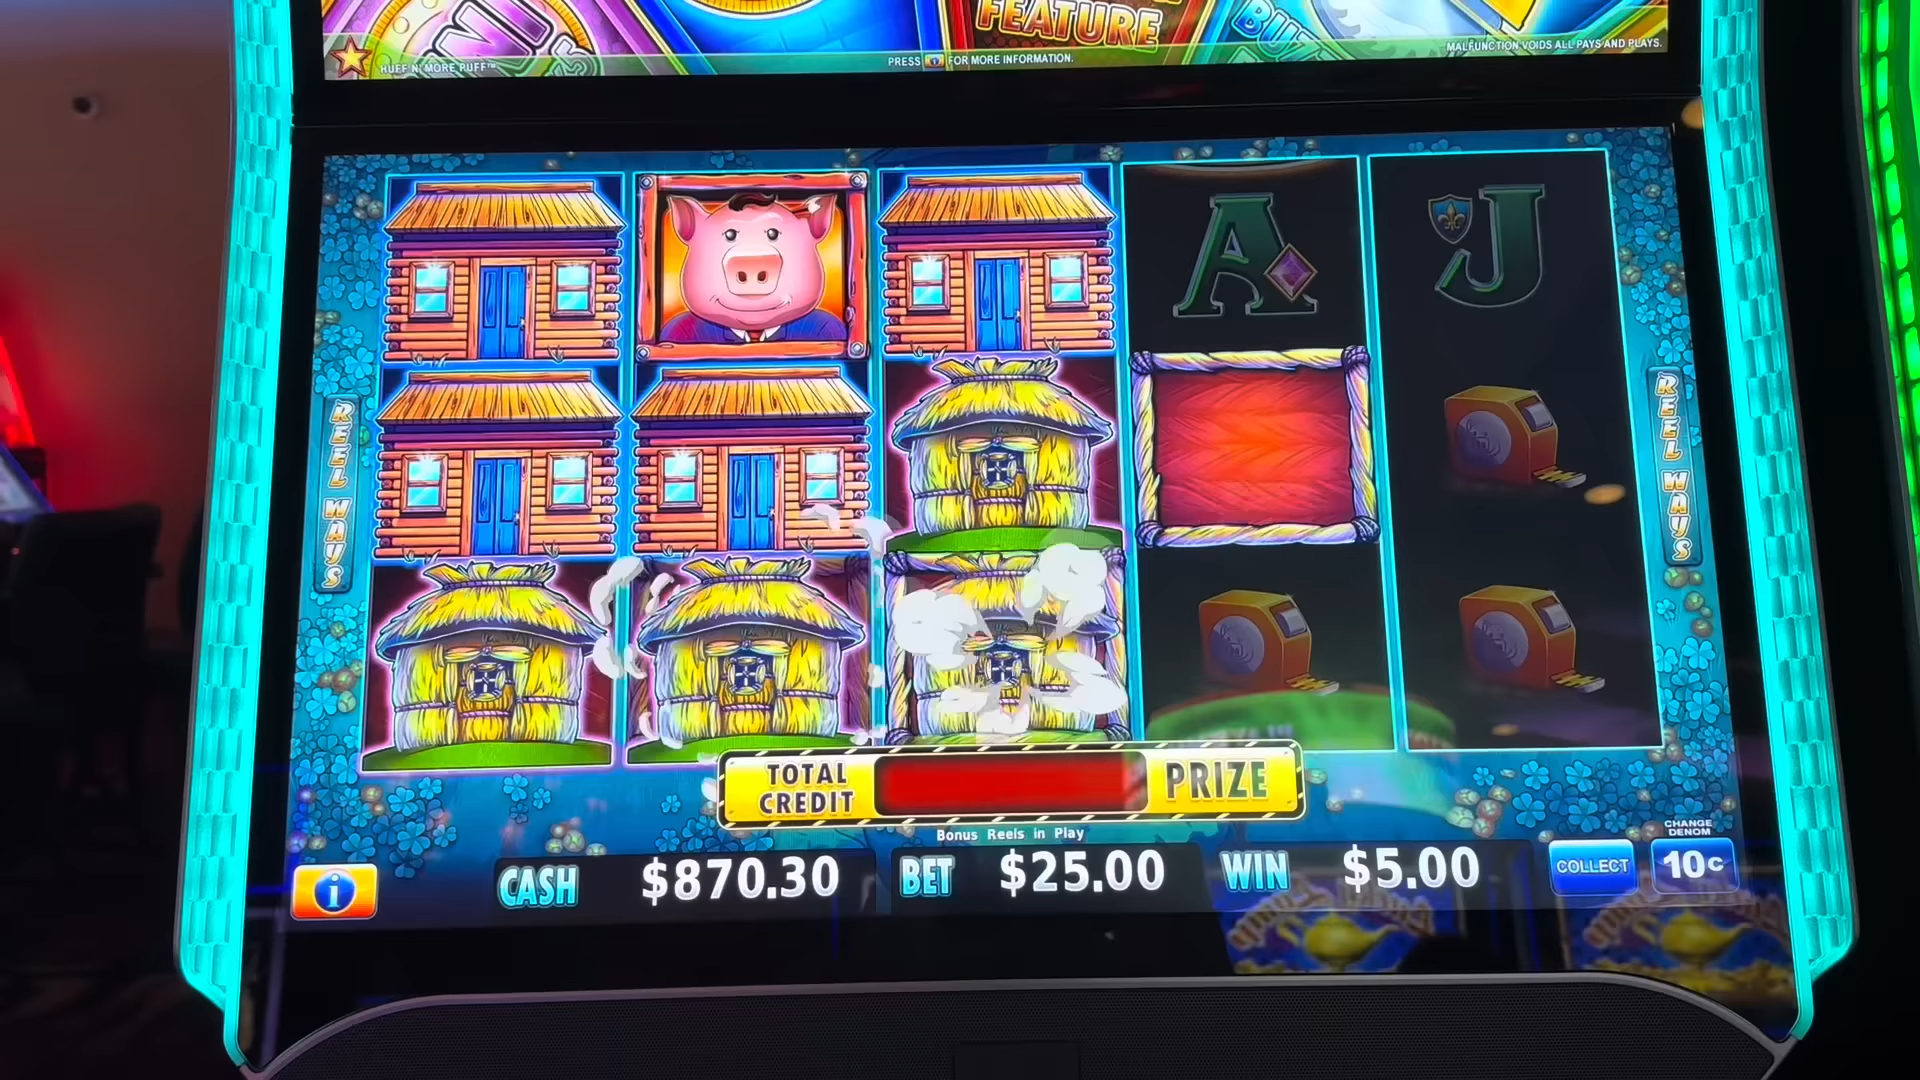 FEATURE
HUFF N' MORE PUFF™
PRESS i FOR MORE INFORMATION.
MALFUNCTION VOIDS ALL PAYS AND PLAYS.
A
J
REEL WAYS
REEL WAYS
TOTAL
CREDIT
PRIZE
Bonus Reels in Play
CHANGE
DENOM
i
CASH $870.30
BET $25.00
WIN $5.00
COLLECT
10¢